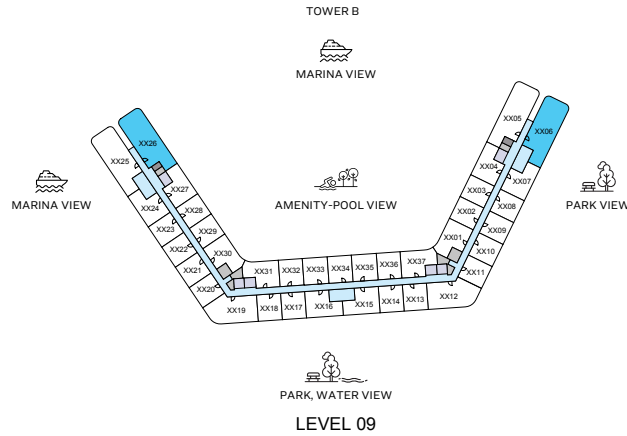 TOWER B
MARINA VIEW
XX05
XX06
XX26
XX25
XX04
XX07
XX27
XX03
XX08
MARINA VIEW
AMENITY-POOL VIEW
PARK VIEW
XX24
XX28
XX02
XX09
XX23
XX29
XX01
XX10
XX22
XX30
XX21
XX31
XX32
XX33
XX34
XX35
XX36
XX37
XX11
XX20
XX19
XX18
XX17
XX16
XX15
XX14
XX13
XX12
PARK, WATER VIEW
LEVEL 09